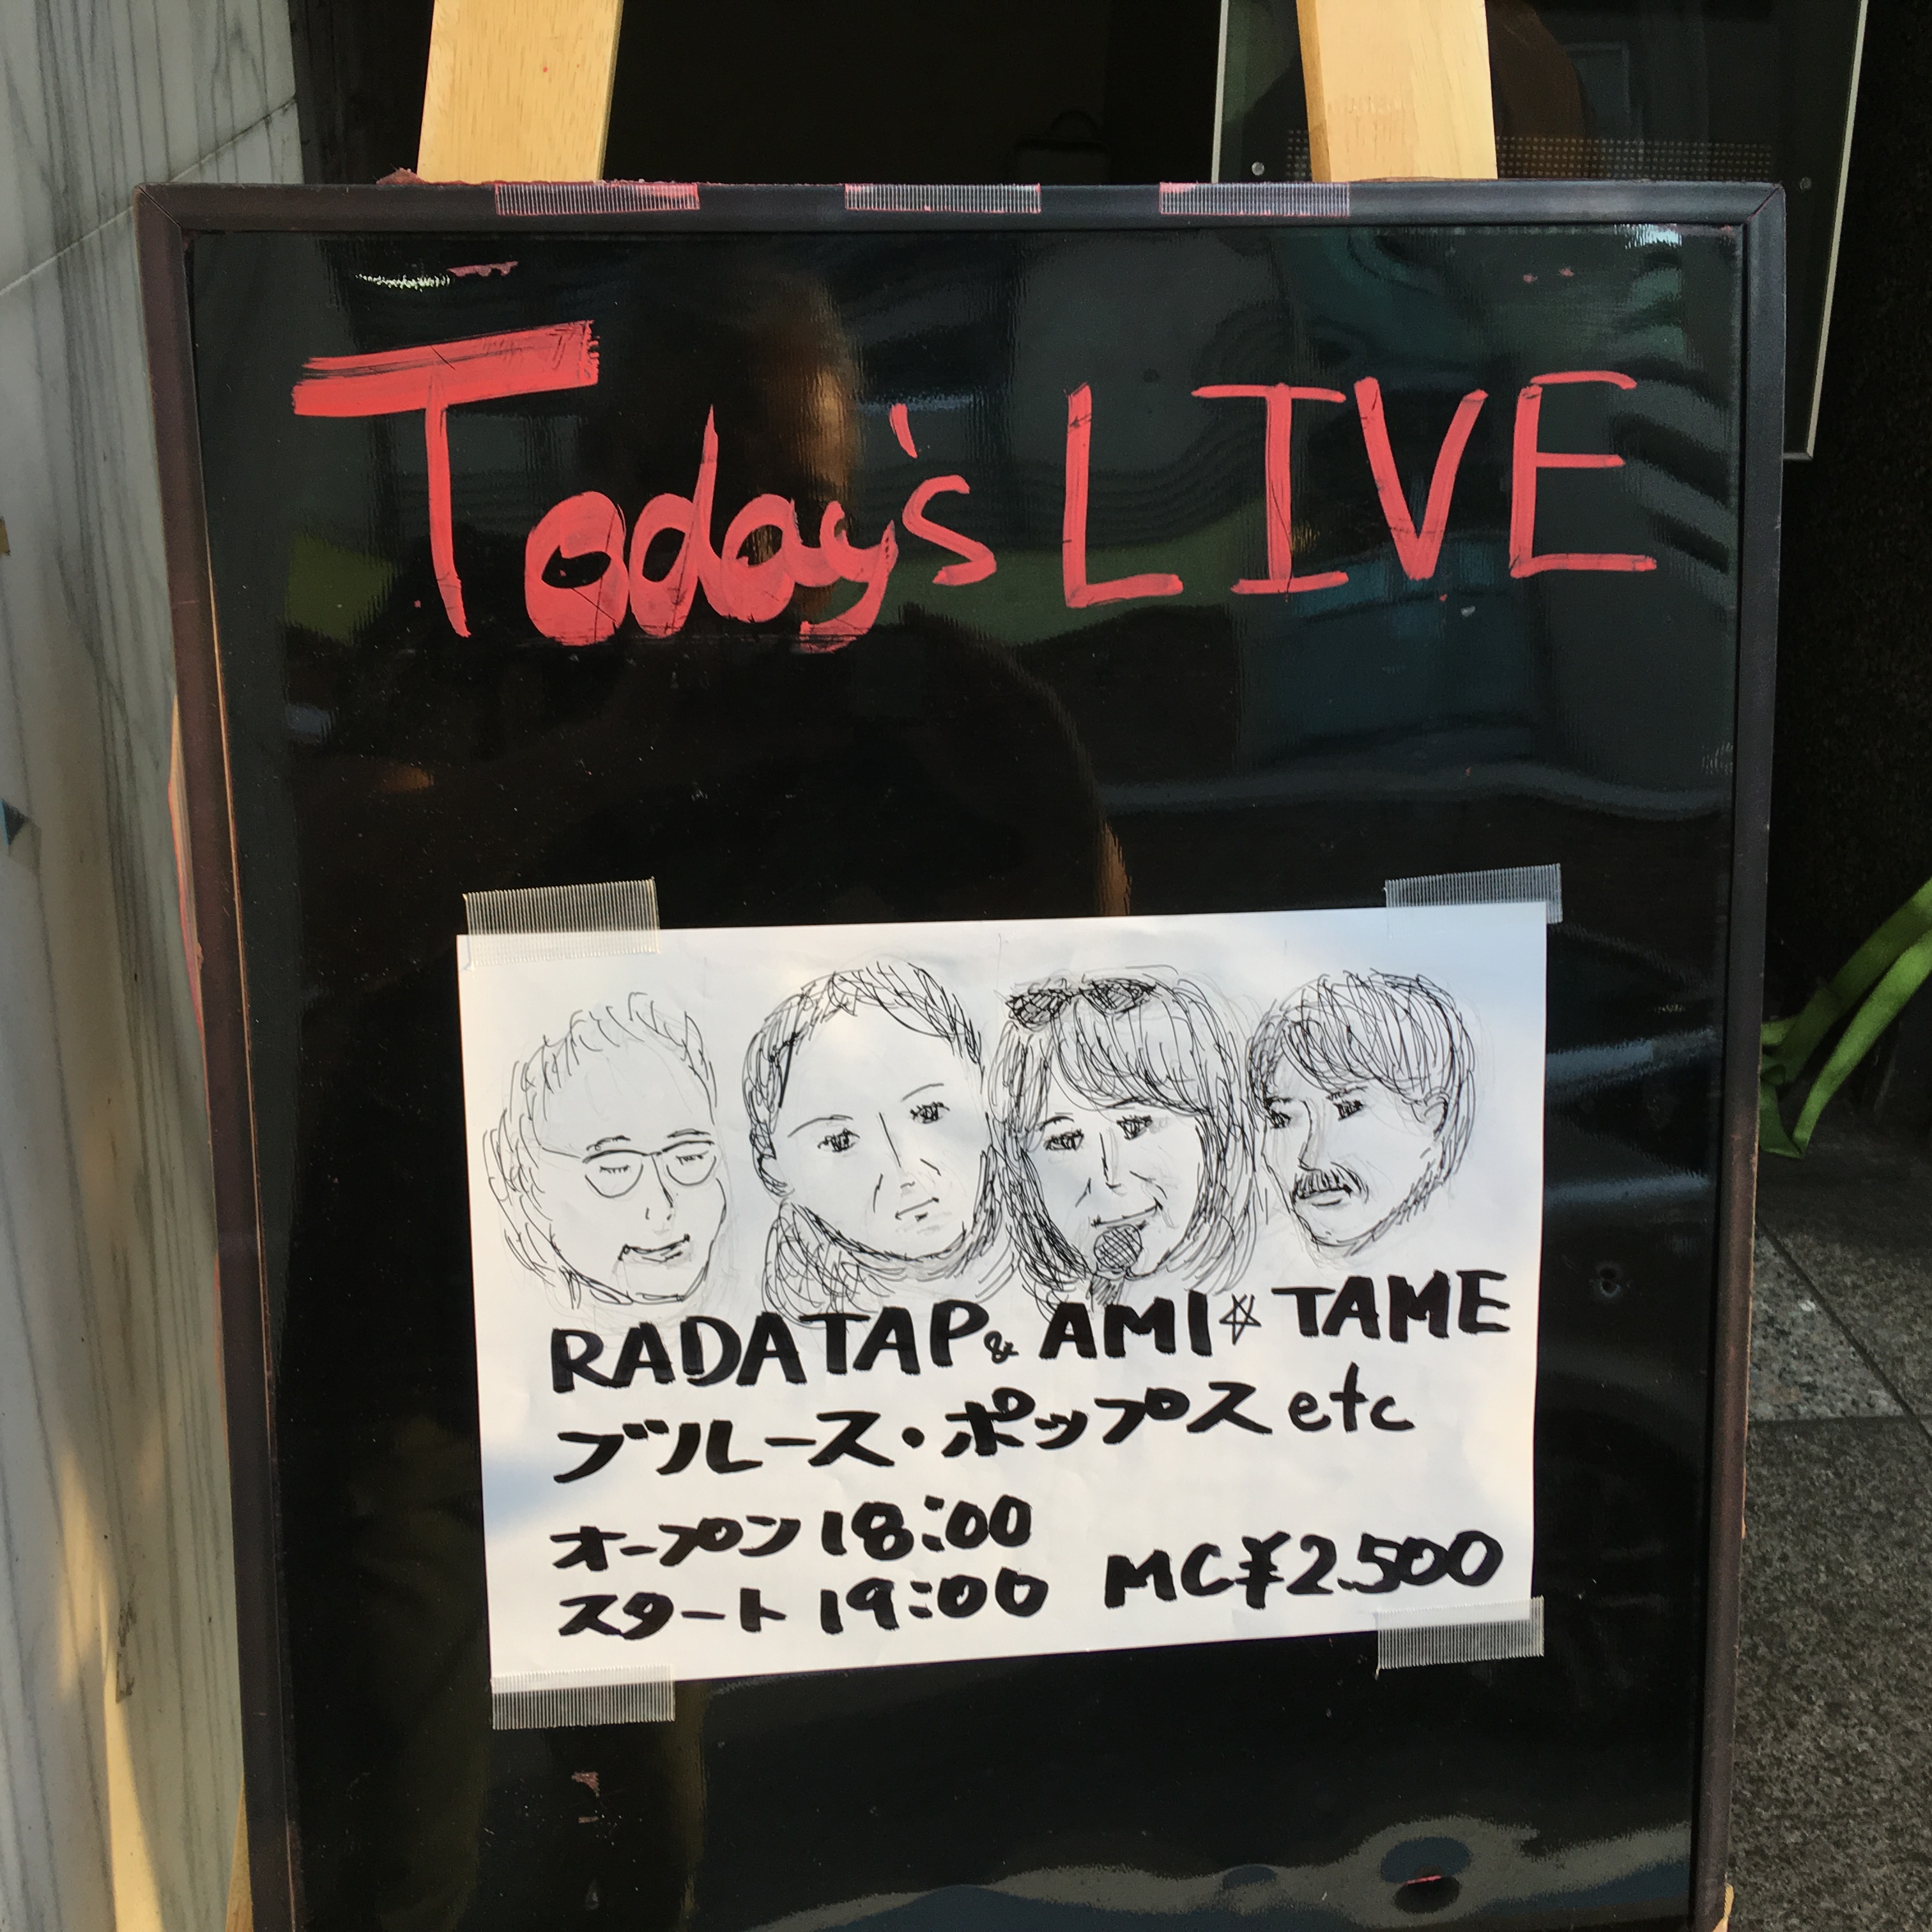 Today's LIVE
RADATAP & AMI☆TAME
ブルース・ポップス etc
オープン 18:00
スタート 19:00 MC¥2.500